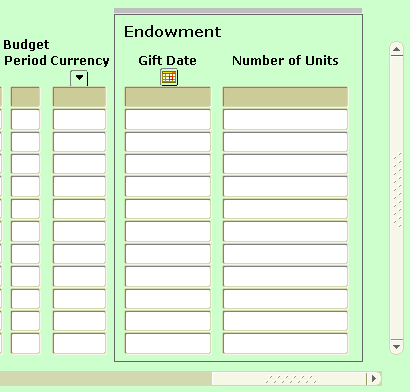 Endowment
Budget
Period Currency
Gift Date
Number of Units